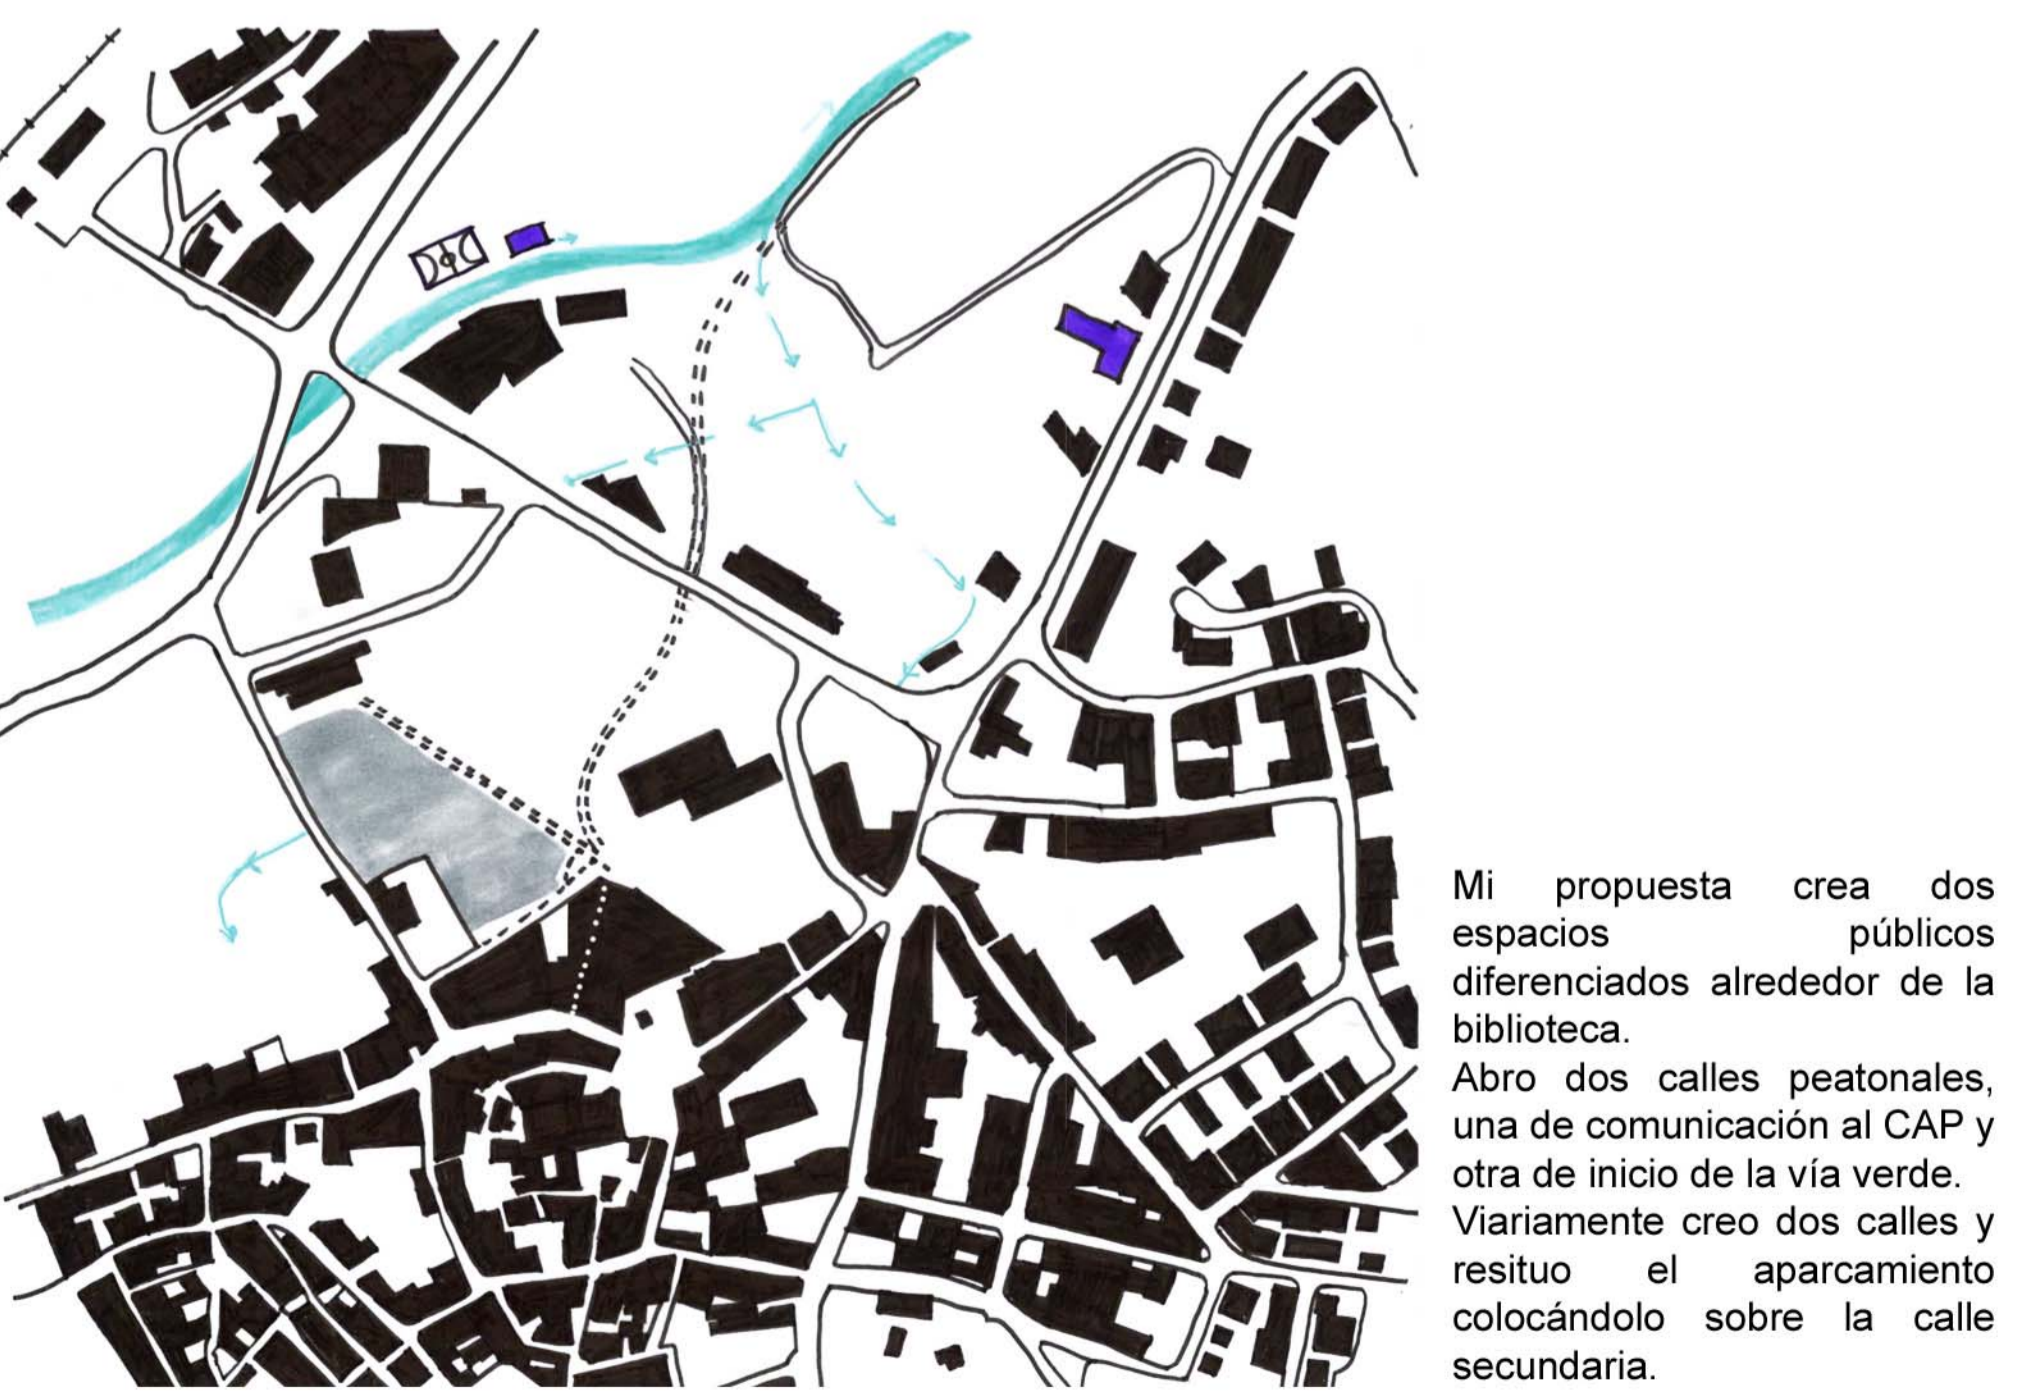 Mi propuesta crea dos
espacios públicos
diferenciados alrededor de la
biblioteca.
Abro dos calles peatonales,
una de comunicación al CAP y
otra de inicio de la vía verde.
Viariamente creo dos calles y
resituo el aparcamiento
colocándolo sobre la calle
secundaria.